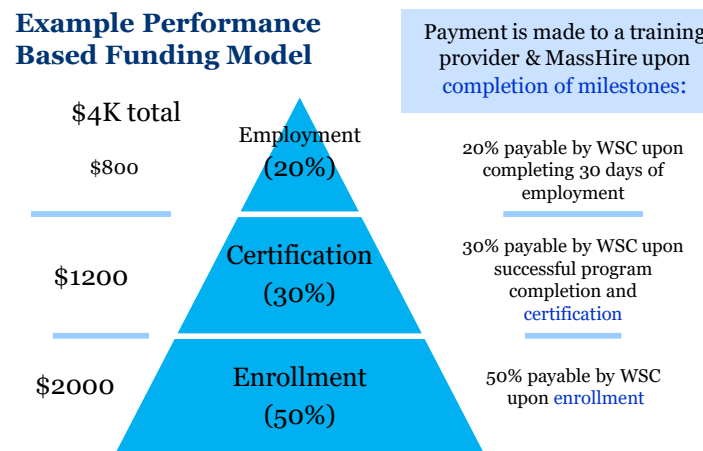 Example Performance
Based Funding Model
Payment is made to a training
provider & MassHire upon
completion of milestones:
$4K total
$800
Employment
(20%)
20% payable by WSC upon
completing 30 days of
employment
$1200
Certification
(30%)
30% payable by WSC upon
successful program
completion and
certification
$2000
Enrollment
(50%)
50% payable by WSC
upon enrollment